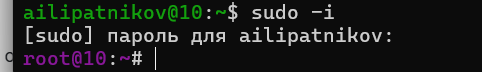 ailipatnikov@10:~$ sudo -i
[sudo] пароль для ailipatnikov:
root@10:~#